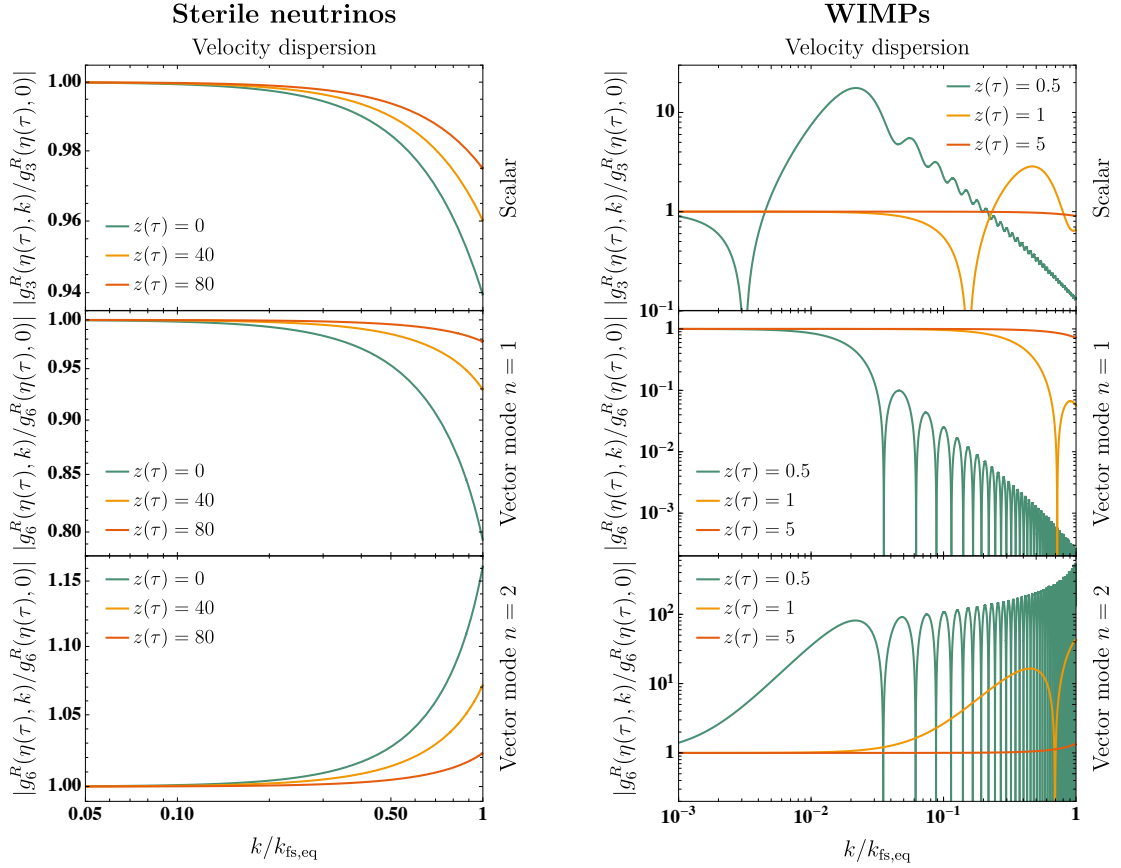 Sterile neutrinos
Velocity dispersion
|g_3^R(η(τ), k)/g_3^R(η(τ), 0)|
1.00
0.98
0.96
0.94
z(τ) = 0
z(τ) = 40
z(τ) = 80
Scalar
|g_6^R(η(τ), k)/g_6^R(η(τ), 0)|
1.00
0.95
0.90
0.85
0.80
z(τ) = 0
z(τ) = 40
z(τ) = 80
Vector mode n = 1
|g_6^R(η(τ), k)/g_6^R(η(τ), 0)|
1.15
1.10
1.05
1.00
z(τ) = 0
z(τ) = 40
z(τ) = 80
Vector mode n = 2
0.05 0.10 0.50 1
k/k_{fs,eq}
WIMPs
Velocity dispersion
|g_3^R(η(τ), k)/g_3^R(η(τ), 0)|
10
1
10^{-1}
z(τ) = 0.5
z(τ) = 1
z(τ) = 5
Scalar
|g_6^R(η(τ), k)/g_6^R(η(τ), 0)|
1
10^{-1}
10^{-2}
10^{-3}
z(τ) = 0.5
z(τ) = 1
z(τ) = 5
Vector mode n = 1
|g_6^R(η(τ), k)/g_6^R(η(τ), 0)|
10^2
10^1
1
z(τ) = 0.5
z(τ) = 1
z(τ) = 5
Vector mode n = 2
10^{-3} 10^{-2} 10^{-1} 1
k/k_{fs,eq}